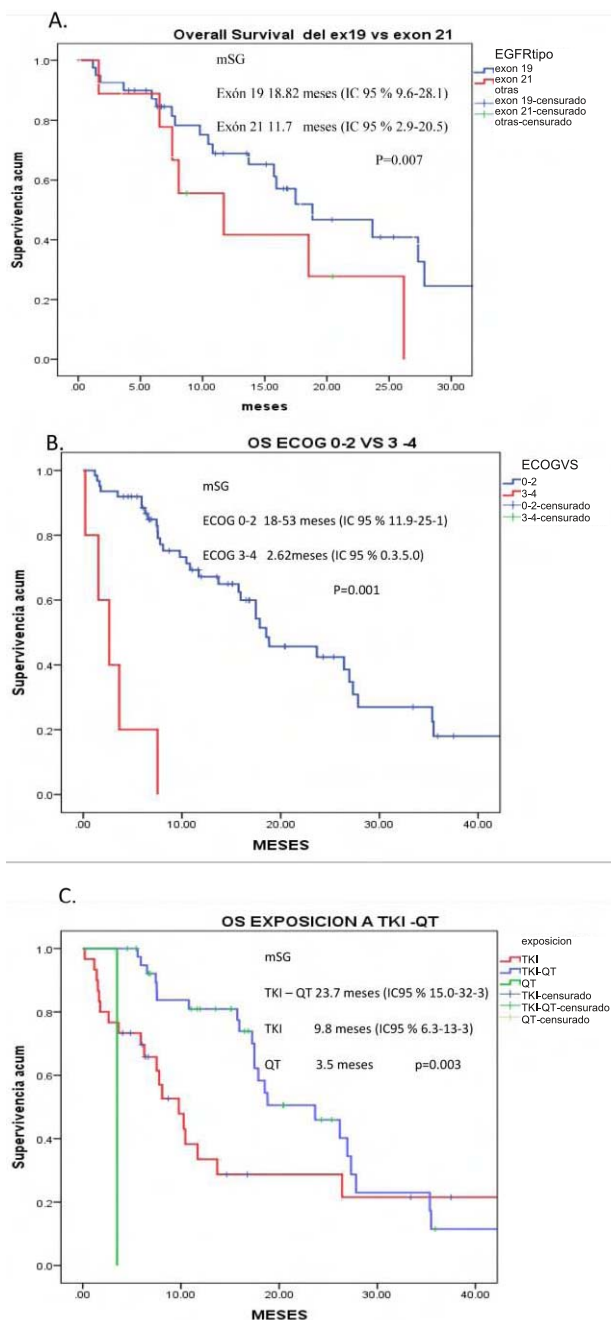 A.
Overall Survival del ex19 vs exon 21
mSG
Exón 19 18.82 meses (IC 95 % 9.6-28.1)
Exón 21 11.7 meses (IC 95 % 2.9-20.5)
P=0.007
EGFRtipo
exon 19
exon 21
otras
exon 19-censurado
exon 21-censurado
otras-censurado
Supervivencia acum
1.0
0.8
0.6
0.4
0.2
0.0
.00 5.00 10.00 15.00 20.00 25.00 30.00
meses
B.
OS ECOG 0-2 VS 3 -4
mSG
ECOG 0-2 18-53 meses (IC 95 % 11.9-25-1)
ECOG 3-4 2.62meses (IC 95 % 0.3.5.0)
P=0.001
ECOGVS
0-2
3-4
0-2-censurado
3-4-censurado
Supervivencia acum
1.0
0.8
0.6
0.4
0.2
0.0
.00 10.00 20.00 30.00 40.00
MESES
C.
OS EXPOSICION A TKI -QT
mSG
TKI – QT 23.7 meses (IC95 % 15.0-32-3)
TKI 9.8 meses (IC95 % 6.3-13-3)
QT 3.5 meses p=0.003
exposicion
TKI
TKI-QT
QT
TKI-censurado
TKI-QT-censurado
QT-censurado
Supervivencia acum
1.0
0.8
0.6
0.4
0.2
0.0
.00 10.00 20.00 30.00 40.00
MESES